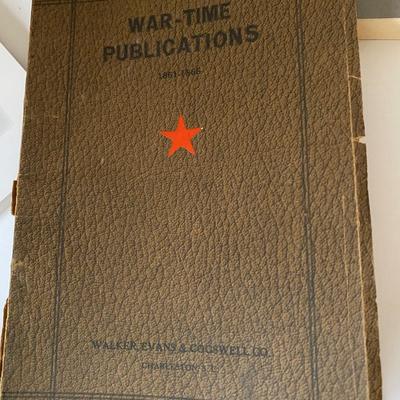 WAR-TIME
PUBLICATIONS
1861-1865
WALKER, EVANS & COGSWELL CO.
CHARLESTON, S. C.